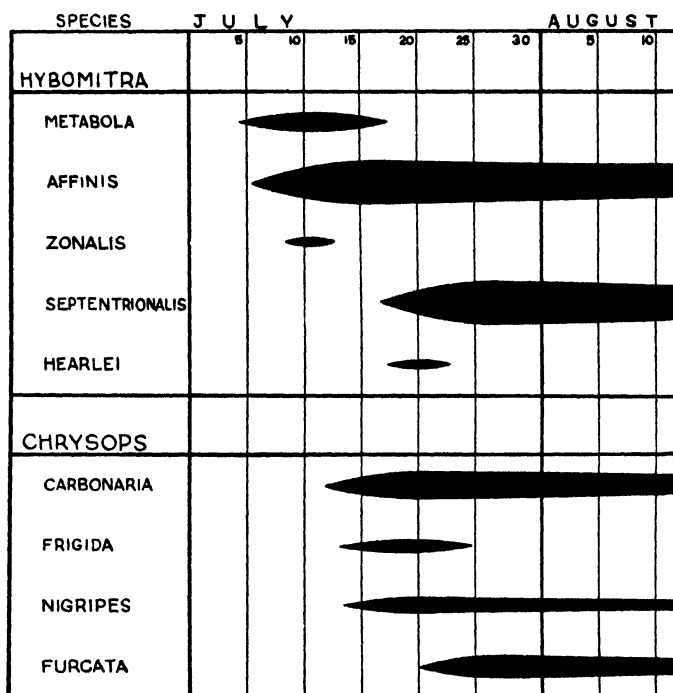 SPECIES JULY AUGUST
5 10 15 20 25 30 5 10
HYBOMITRA
METABOLA
AFFINIS
ZONALIS
SEPTENTRIONALIS
HEARLEI
CHRYSOPS
CARBONARIA
FRIGIDA
NIGRIPES
FURCATA